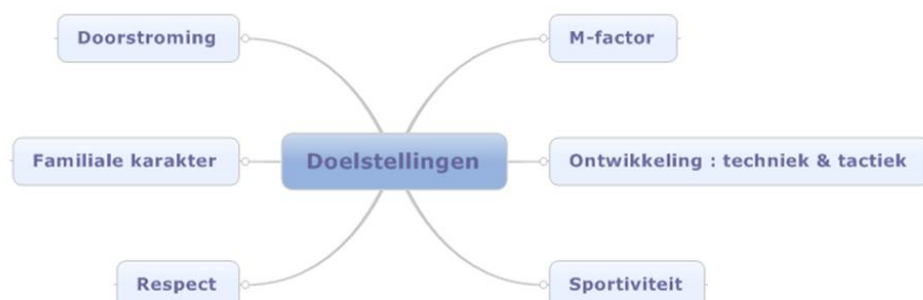 Doorstroming
M-factor
Familiale karakter
Doelstellingen
Ontwikkeling : techniek & tactiek
Respect
Sportiviteit